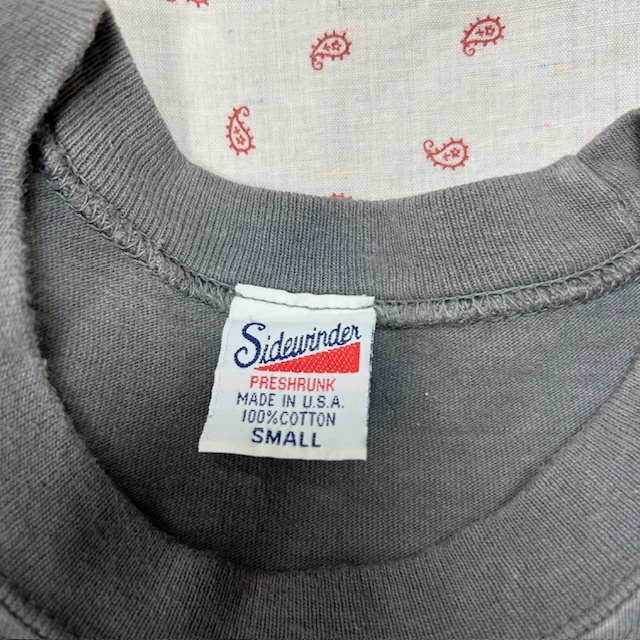 Sidewinder
PRESHRUNK
MADE IN U.S.A.
100% COTTON
SMALL